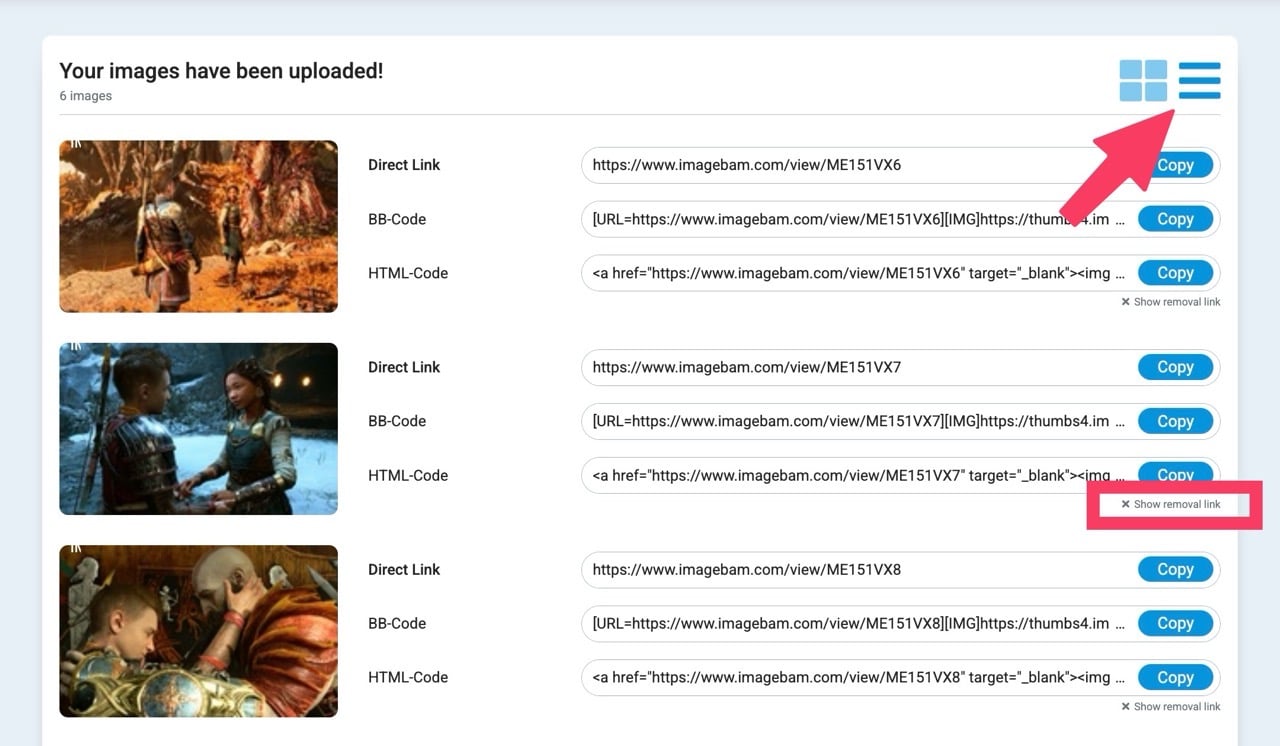 Your images have been uploaded!
6 images
Direct Link https://www.imagebam.com/view/ME151VX6 Copy
BB-Code [URL=https://www.imagebam.com/view/ME151VX6][IMG]https://thumbs4.im ... Copy
HTML-Code <a href="https://www.imagebam.com/view/ME151VX6" target="_blank"><img ... Copy
× Show removal link
Direct Link https://www.imagebam.com/view/ME151VX7 Copy
BB-Code [URL=https://www.imagebam.com/view/ME151VX7][IMG]https://thumbs4.im ... Copy
HTML-Code <a href="https://www.imagebam.com/view/ME151VX7" target="_blank"><img ... Copy
× Show removal link
Direct Link https://www.imagebam.com/view/ME151VX8 Copy
BB-Code [URL=https://www.imagebam.com/view/ME151VX8][IMG]https://thumbs4.im ... Copy
HTML-Code <a href="https://www.imagebam.com/view/ME151VX8" target="_blank"><img ... Copy
× Show removal link